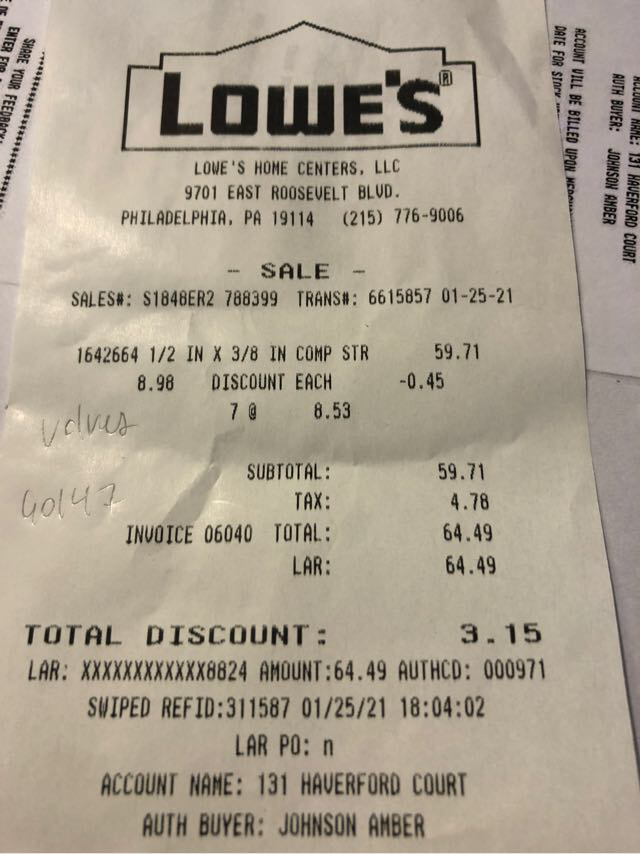 LOWE'S®
LOWE'S HOME CENTERS, LLC
9701 EAST ROOSEVELT BLVD.
PHILADELPHIA, PA 19114 (215) 776-9006
- SALE -
SALES#: S1848ER2 788399 TRANS#: 6615857 01-25-21
1642664 1/2 IN X 3/8 IN COMP STR 59.71
8.98 DISCOUNT EACH -0.45
7 @ 8.53
valves
SUBTOTAL: 59.71
60147
TAX: 4.78
INVOICE 06040 TOTAL: 64.49
LAR: 64.49
TOTAL DISCOUNT: 3.15
LAR: XXXXXXXXXXXX8824 AMOUNT:64.49 AUTHCD: 000971
SWIPED REFID:311587 01/25/21 18:04:02
LAR PO: n
ACCOUNT NAME: 131 HAVERFORD COURT
AUTH BUYER: JOHNSON AMBER
SHARE YOUR FEEDBACK!
ENTER FOR
ACCOUNT WILL BE BILLED UPON
DATE FOR STOCK
ACCOUNT NAME: 131 HAVERFORD COURT
AUTH BUYER: JOHNSON AMBER